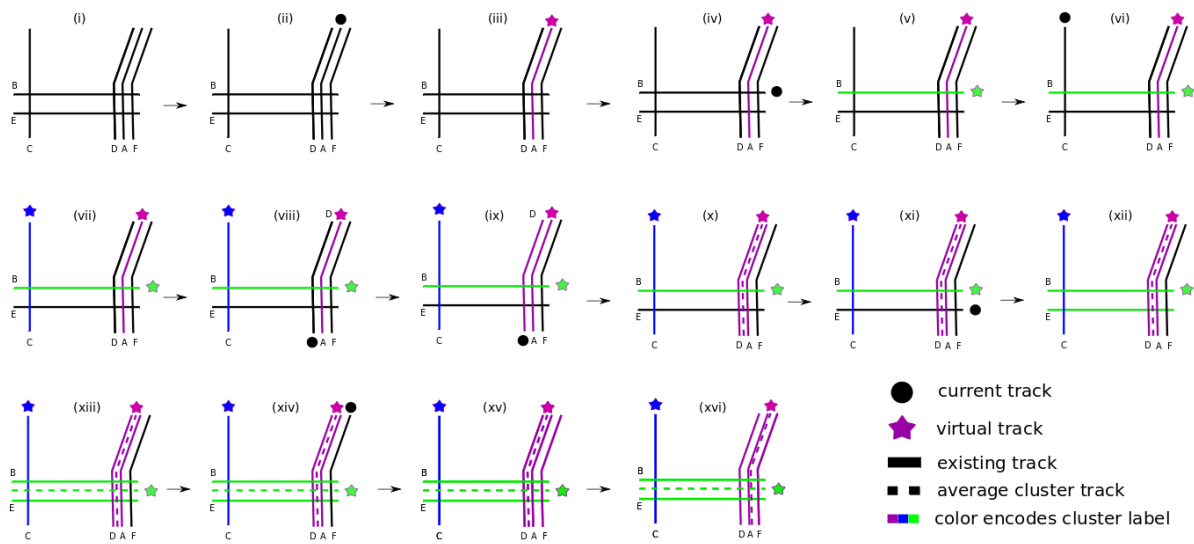 (i) (ii) (iii) (iv) (v) (vi)
B B B B B B
E E E E E E
C D A F C D A F C D A F C D A F C D A F C D A F
(vii) (viii) D (ix) D (x) (xi) (xii)
B B B B B B
E E E E E E
C D A F C A F C A F C D A F C D A F C D A F
(xiii) (xiv) (xv) (xvi)
B B B B
E E E E
C D A F C D A F C D A F C D A F
current track
virtual track
existing track
average cluster track
color encodes cluster label